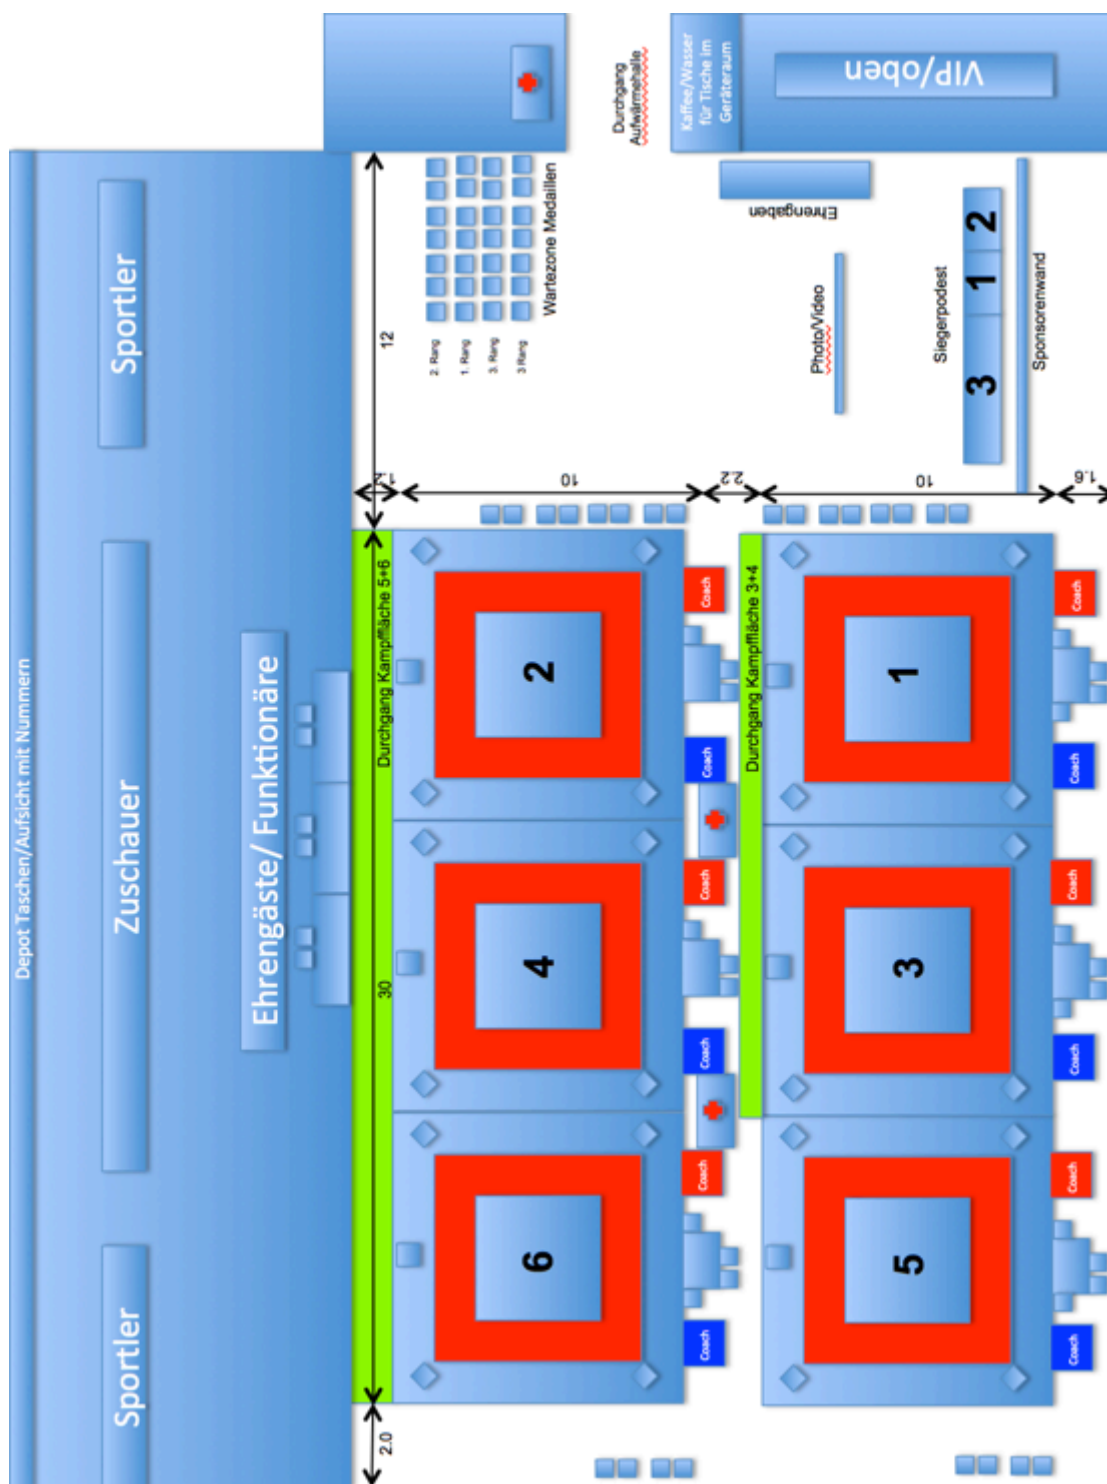 Depot Taschen/Aufsicht mit Nummern
Sportler
Zuschauer
Sportler
Ehrengäste/ Funktionäre
2.0
30
12
Durchgang Kampffläche 5+6
1.2
10
2.2
10
1.6
2. Rang
1. Rang
3. Rang
3 Rang
Wartezone Medaillen
Durchgang
Aufwärmehalle
Kaffee/Wasser
für Tische im
Geräteraum
VIP/oben
Ehrengaben
Photo/Video
Siegerpodest
3
1
2
Sponsorenwand
6
4
2
Coach
Coach
Coach
Coach
Coach
Coach
Durchgang Kampffläche 3+4
5
3
1
Coach
Coach
Coach
Coach
Coach
Coach